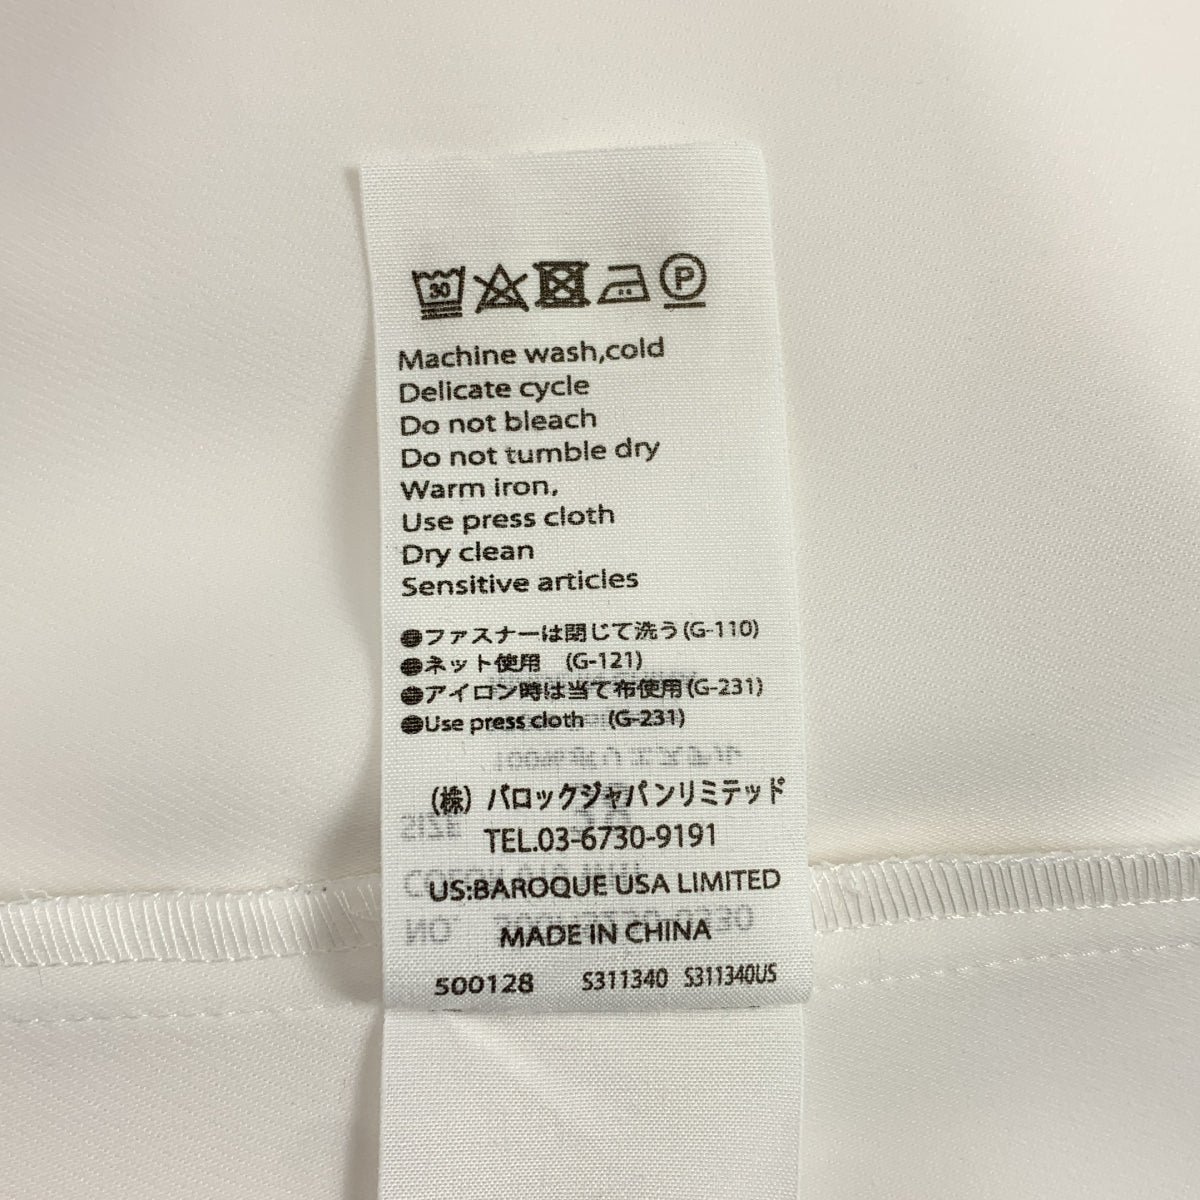 30
P
Machine wash,cold
Delicate cycle
Do not bleach
Do not tumble dry
Warm iron,
Use press cloth
Dry clean
Sensitive articles
●ファスナーは閉じて洗う(G-110)
●ネット使用 (G-121)
●アイロン時は当て布使用(G-231)
●Use press cloth (G-231)
(株) バロックジャパンリミテッド
TEL.03-6730-9191
US:BAROQUE USA LIMITED
MADE IN CHINA
500128 S311340 S311340US